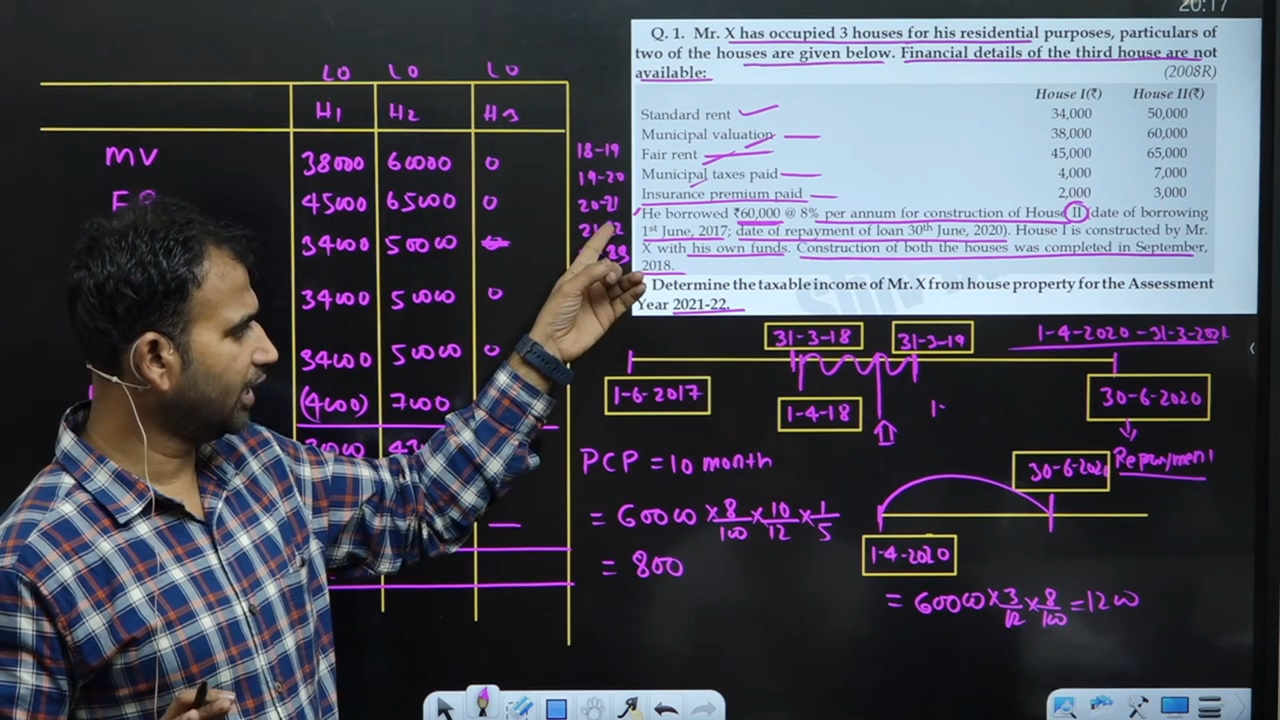 20:17
Q. 1. Mr. X has occupied 3 houses for his residential purposes, particulars of
two of the houses are given below. Financial details of the third house are not
available:
(2008R)
House I(₹) House II(₹)
Standard rent 34,000 50,000
Municipal valuation 38,000 60,000
Fair rent 45,000 65,000
Municipal taxes paid 4,000 7,000
Insurance premium paid 2,000 3,000
He borrowed ₹60,000 @ 8% per annum for construction of House II (date of borrowing
1st June, 2017; date of repayment of loan 30th June, 2020). House I is constructed by Mr.
X with his own funds. Construction of both the houses was completed in September,
2018.
Determine the taxable income of Mr. X from house property for the Assessment
Year 2021-22.
LO LO LO
H1 H2 H3
MV 38000 60000 0
45000 65000 0
34000 50000
34000 50000 0
34000 50000 0
(4000) 7000
18-19
19-20
20-21
31-3-18 31-3-19 1-4-2020-31-3-2021
1-6-2017 1-4-18 1- 30-6-2020
Repayment
PCP = 10 month
= 60000 × 8/100 × 10/12 × 1/5
= 800
30-6-2021
1-4-2020
= 60000 × 3/12 × 8/100 = 1200